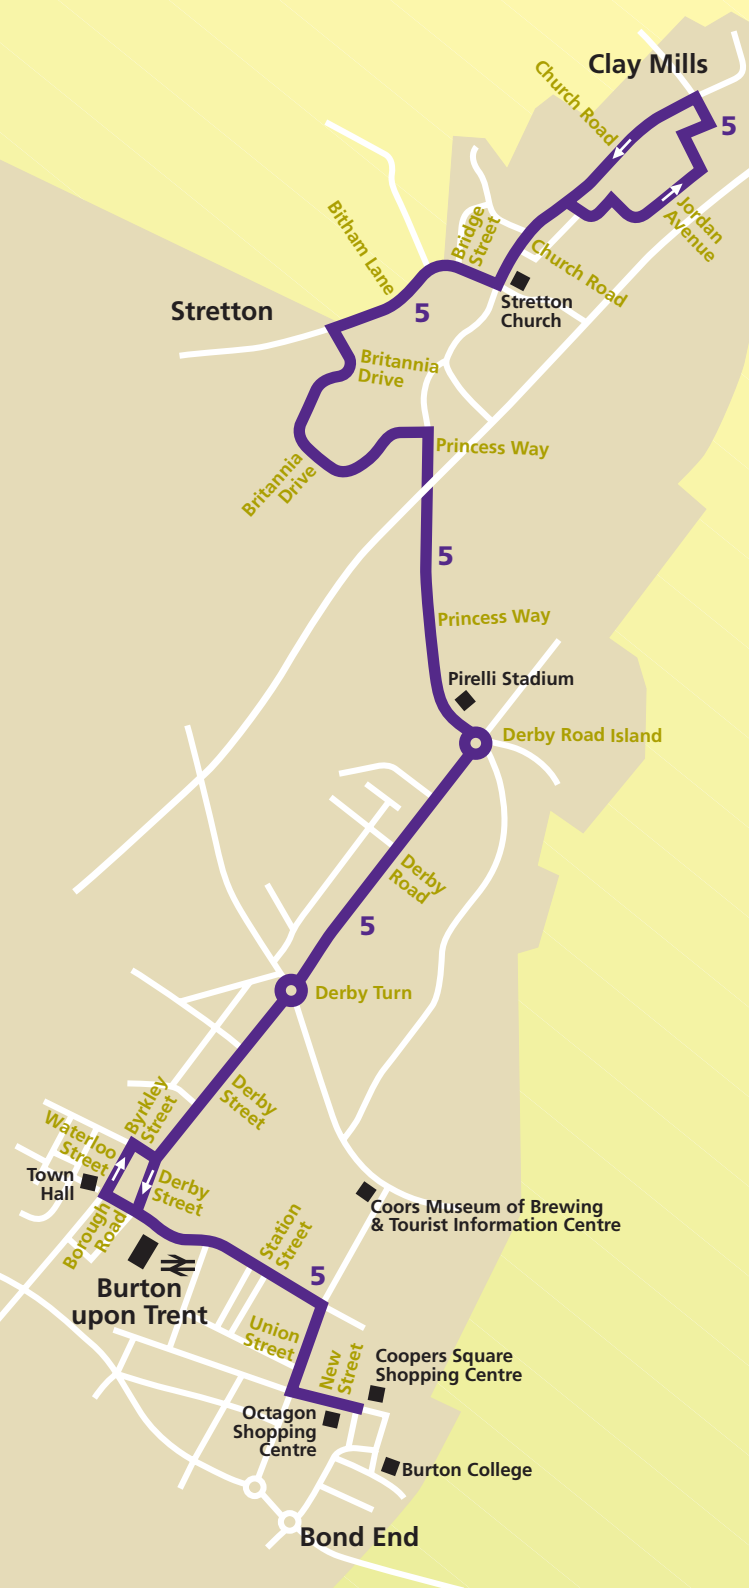 Clay Mills
Church Road
5
Jordan
Avenue
Bitham Lane
Bridge
Street
Church Road
Stretton
5
Stretton
Church
Britannia
Drive
Britannia
Drive
Princess Way
5
Princess Way
Pirelli Stadium
Derby Road Island
Derby
Road
5
Derby Turn
Derby
Street
Byrkley
Street
Waterloo
Street
Town
Hall
Derby
Street
Borough
Road
Station
Street
Coors Museum of Brewing
& Tourist Information Centre
Burton
upon Trent
5
Union
Street
New
Street
Coopers Square
Shopping Centre
Octagon
Shopping
Centre
Burton College
Bond End